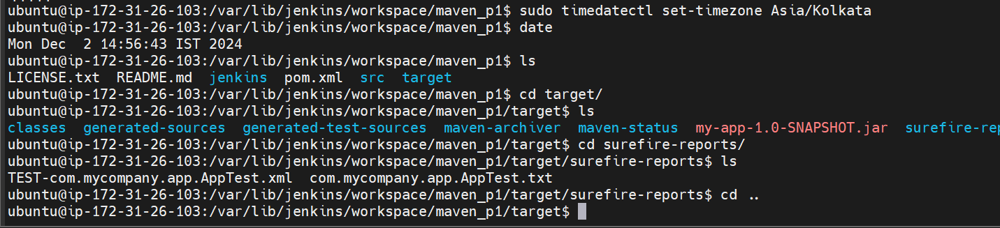 ubuntu@ip-172-31-26-103:/var/lib/jenkins/workspace/maven_p1$ sudo timedatectl set-timezone Asia/Kolkata
ubuntu@ip-172-31-26-103:/var/lib/jenkins/workspace/maven_p1$ date
Mon Dec  2 14:56:43 IST 2024
ubuntu@ip-172-31-26-103:/var/lib/jenkins/workspace/maven_p1$ ls
LICENSE.txt  README.md  jenkins  pom.xml  src  target
ubuntu@ip-172-31-26-103:/var/lib/jenkins/workspace/maven_p1$ cd target/
ubuntu@ip-172-31-26-103:/var/lib/jenkins/workspace/maven_p1/target$ ls
classes  generated-sources  generated-test-sources  maven-archiver  maven-status  my-app-1.0-SNAPSHOT.jar  surefire-rep
ubuntu@ip-172-31-26-103:/var/lib/jenkins/workspace/maven_p1/target$ cd surefire-reports/
ubuntu@ip-172-31-26-103:/var/lib/jenkins/workspace/maven_p1/target/surefire-reports$ ls
TEST-com.mycompany.app.AppTest.xml  com.mycompany.app.AppTest.txt
ubuntu@ip-172-31-26-103:/var/lib/jenkins/workspace/maven_p1/target/surefire-reports$ cd ..
ubuntu@ip-172-31-26-103:/var/lib/jenkins/workspace/maven_p1/target$